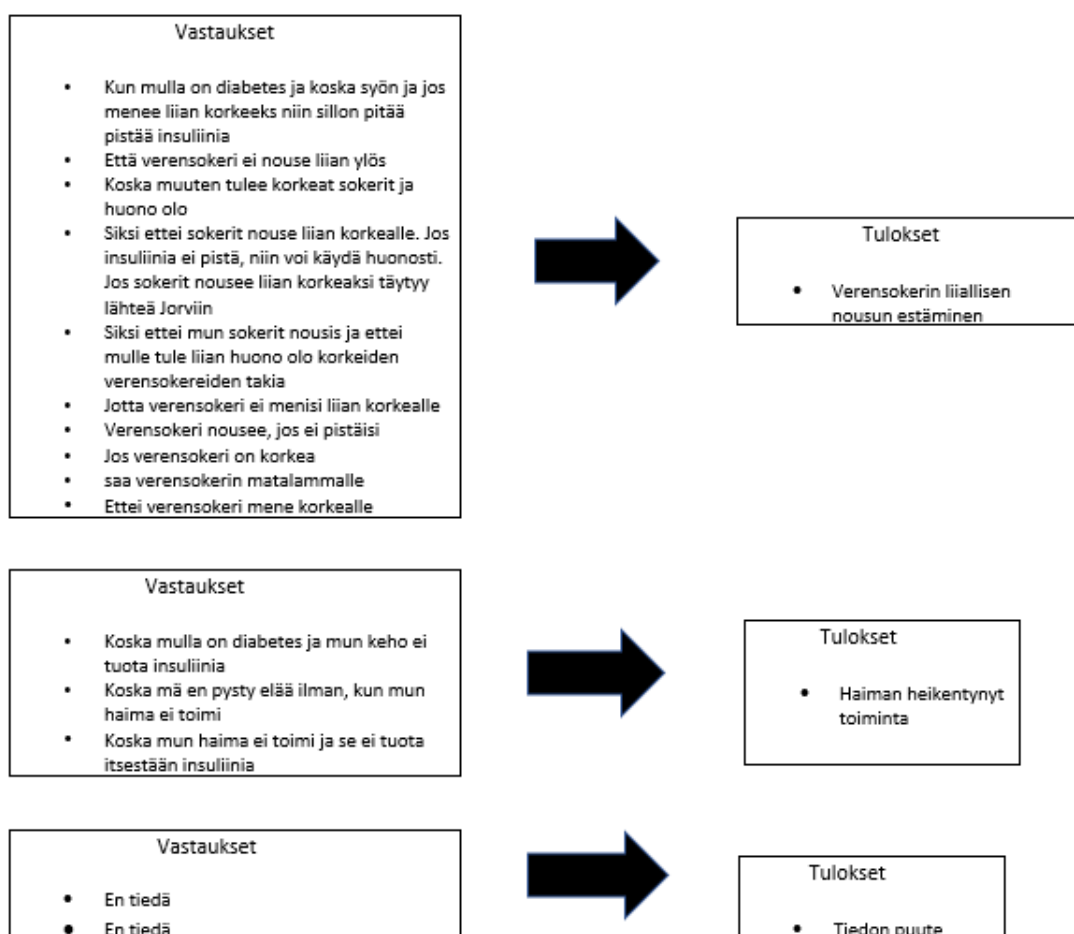 Vastaukset
• Kun mulla on diabetes ja koska syön ja jos
menee liian korkeeks niin sillon pitää
pistää insuliinia
• Että verensokeri ei nouse liian ylös
• Koska muuten tulee korkeat sokerit ja
huono olo
• Siksi ettei sokerit nouse liian korkealle. Jos
insuliinia ei pistä, niin voi käydä huonosti.
Jos sokerit nousee liian korkeaksi täytyy
lähteä Jorviin
• Siksi ettei mun sokerit nousis ja ettei
mulle tule liian huono olo korkeiden
verensokereiden takia
• Jotta verensokeri ei menisi liian korkealle
• Verensokeri nousee, jos ei pistäisi
• Jos verensokeri on korkea
• saa verensokerin matalammalle
• Ettei verensokeri mene korkealle
Tulokset
• Verensokerin liiallisen
nousun estäminen
Vastaukset
• Koska mulla on diabetes ja mun keho ei
tuota insuliinia
• Koska mä en pysty elää ilman, kun mun
haima ei toimi
• Koska mun haima ei toimi ja se ei tuota
itsestään insuliinia
Tulokset
• Haiman heikentynyt
toiminta
Vastaukset
• En tiedä
• En tiedä
Tulokset
• Tiedon puute